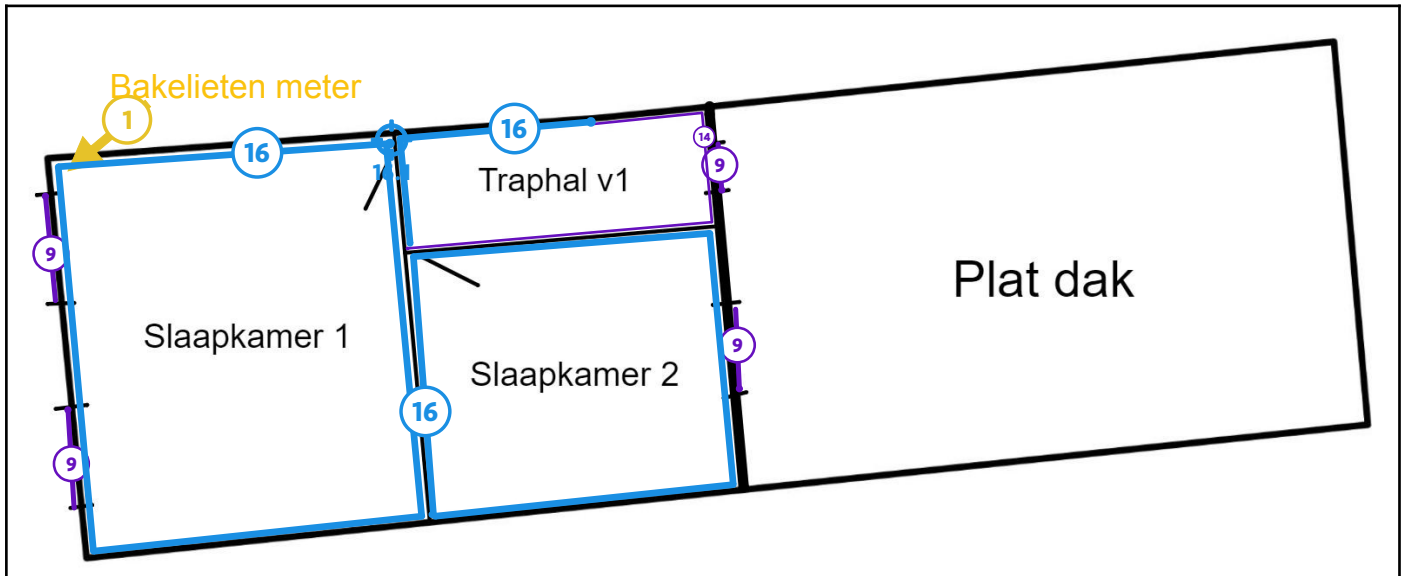 Bakelieten meter
1
16
16
14
9
Traphal v1
9
Plat dak
Slaapkamer 1
Slaapkamer 2
9
16
9